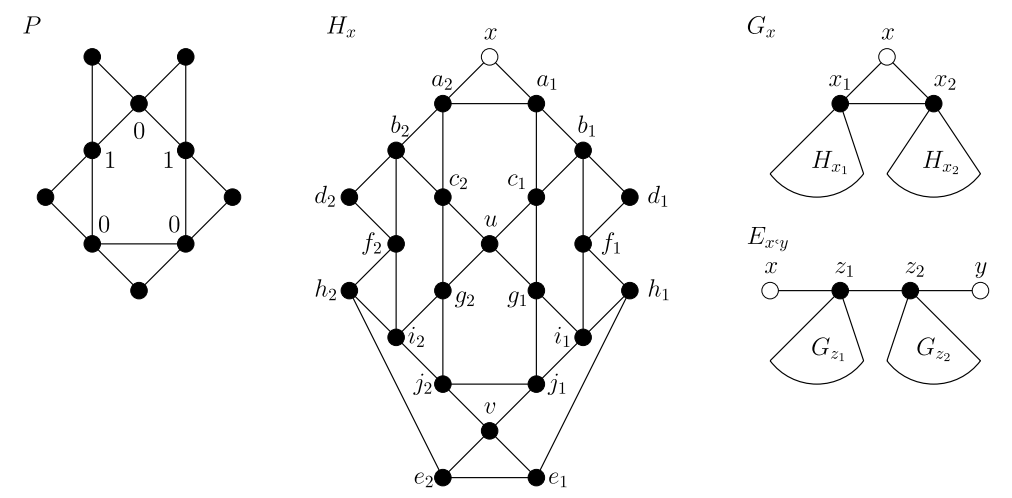 P
0
1 1
0 0
H_x
x
a_2 a_1
b_2 b_1
c_2 c_1
d_2 d_1
u
f_2 f_1
h_2 g_2 g_1 h_1
i_2 i_1
j_2 j_1
v
e_2 e_1
G_x
x
x_1 x_2
H_{x_1} H_{x_2}
E_{x,y}
x z_1 z_2 y
G_{z_1} G_{z_2}